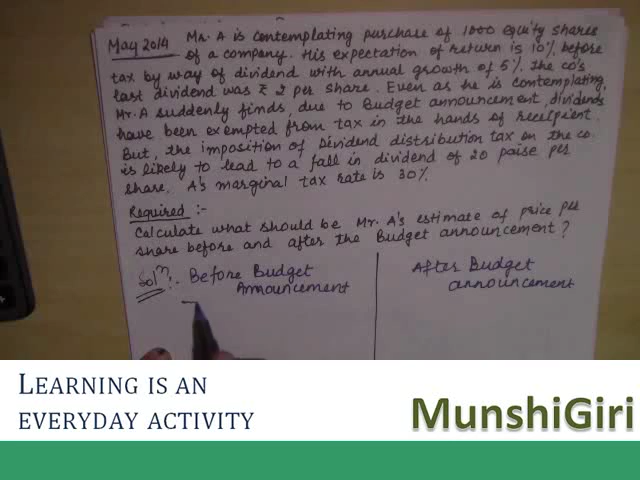 May 2014 Mr. A is contemplating purchase of 1000 equity shares
of a company. His expectation of return is 10% before
tax by way of dividend with annual growth of 5%. The co's
last dividend was ₹ 2 per share. Even as he is contemplating,
Mr. A suddenly finds, due to Budget announcement, dividends
have been exempted from tax in the hands of recipient.
But, the imposition of Dividend distribution tax on the co.
is likely to lead to a fall in dividend of 20 paise per
share. A's marginal tax rate is 30%.
Required :-
Calculate what should be Mr. A's estimate of price per
share before and after the Budget announcement?
Solⁿ:- Before Budget
Announcement
After Budget
announcement
LEARNING IS AN
EVERYDAY ACTIVITY
MunshiGiri